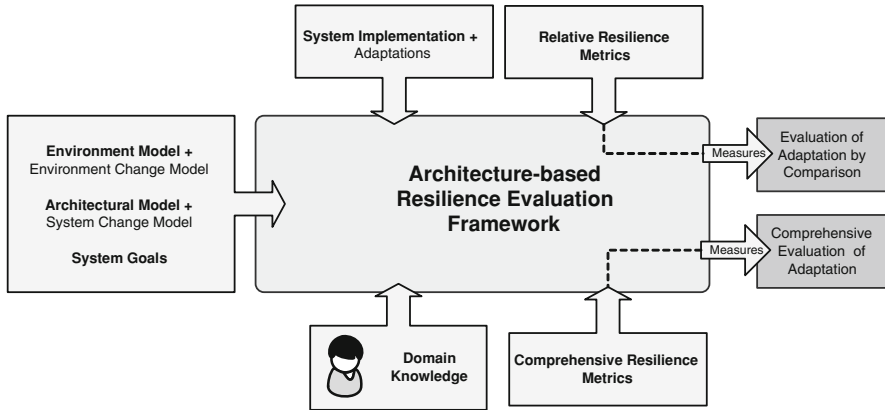 System Implementation +
Adaptations
Relative Resilience
Metrics
Environment Model +
Environment Change Model
Architectural Model +
System Change Model
System Goals
Architecture-based
Resilience Evaluation
Framework
Measures
Evaluation of
Adaptation by
Comparison
Measures
Comprehensive
Evaluation of
Adaptation
Domain
Knowledge
Comprehensive Resilience
Metrics